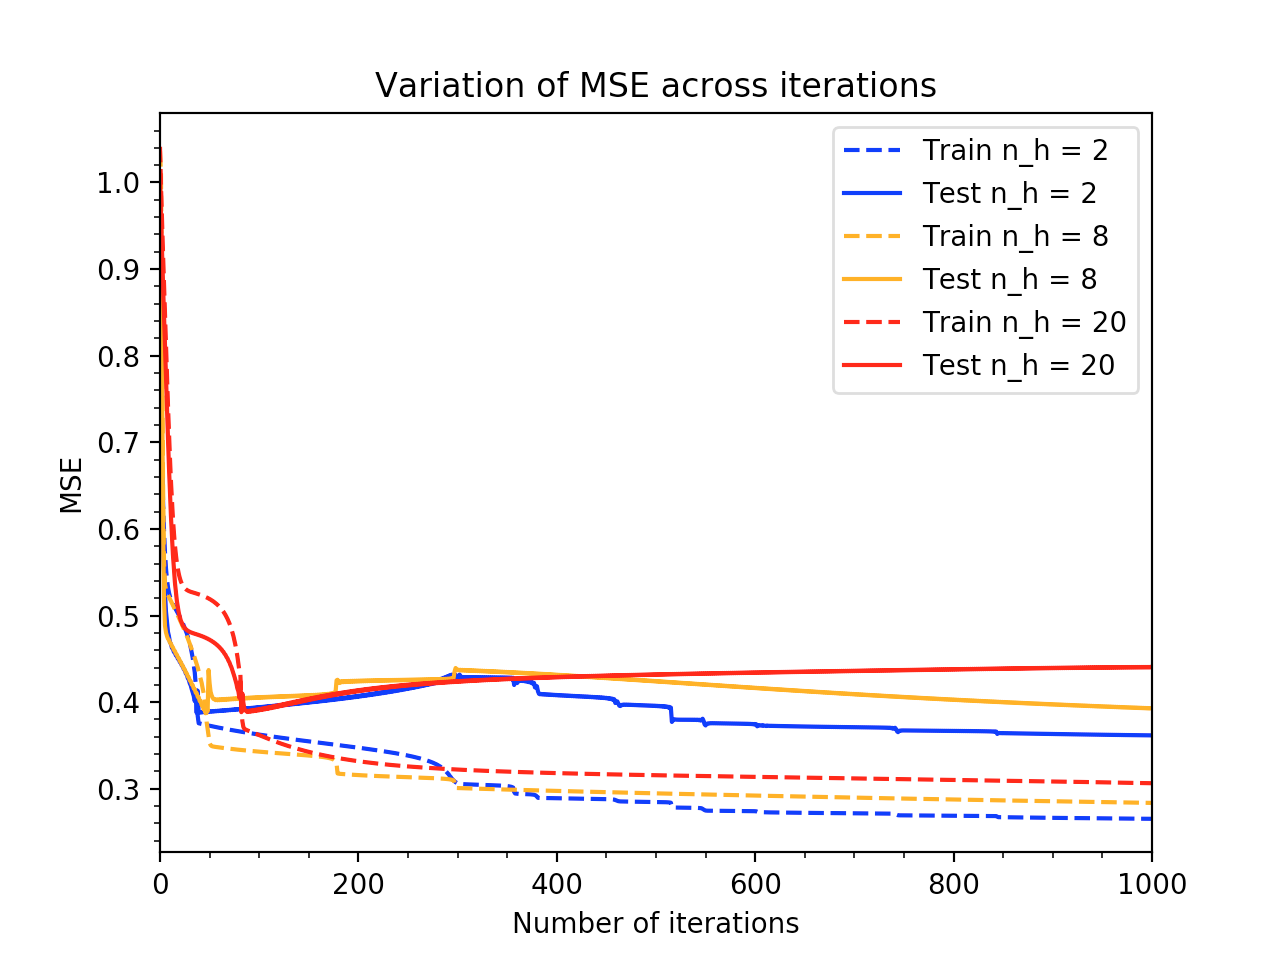 Variation of MSE across iterations
MSE
1.0
0.9
0.8
0.7
0.6
0.5
0.4
0.3
0 200 400 600 800 1000
Number of iterations
Train n_h = 2
Test n_h = 2
Train n_h = 8
Test n_h = 8
Train n_h = 20
Test n_h = 20